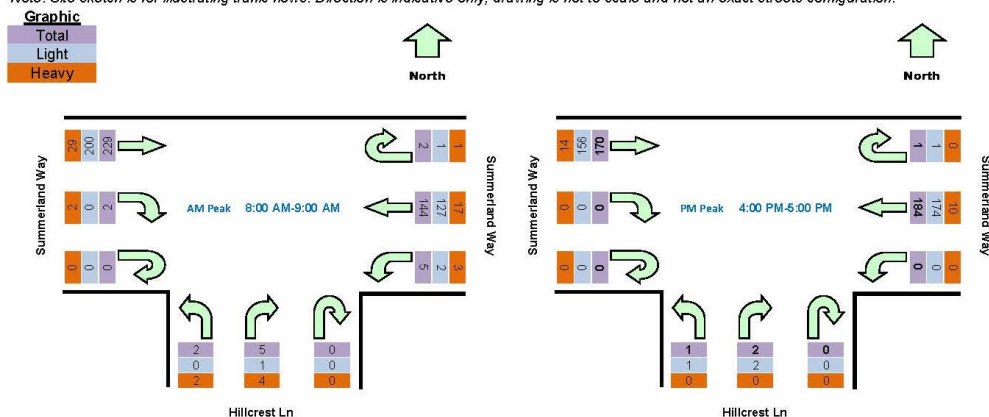 Note: Site sketch is for illustrating traffic flows. Direction is indicative only, drawing is not to scale and not an exact streets configuration.
Graphic
Total
Light
Heavy
North
North
29 200 229
2 1 1
14 156 170
1 1 0
Summerland Way
2 0 2
AM Peak 8:00 AM-9:00 AM
144 127 17
Summerland Way
Summerland Way
0 0 0
PM Peak 4:00 PM-5:00 PM
184 174 10
Summerland Way
0 0 0
5 2 3
0 0 0
0 0 0
2 5 0
0 1 0
2 4 0
1 2 0
1 2 0
0 0 0
Hillcrest Ln
Hillcrest Ln